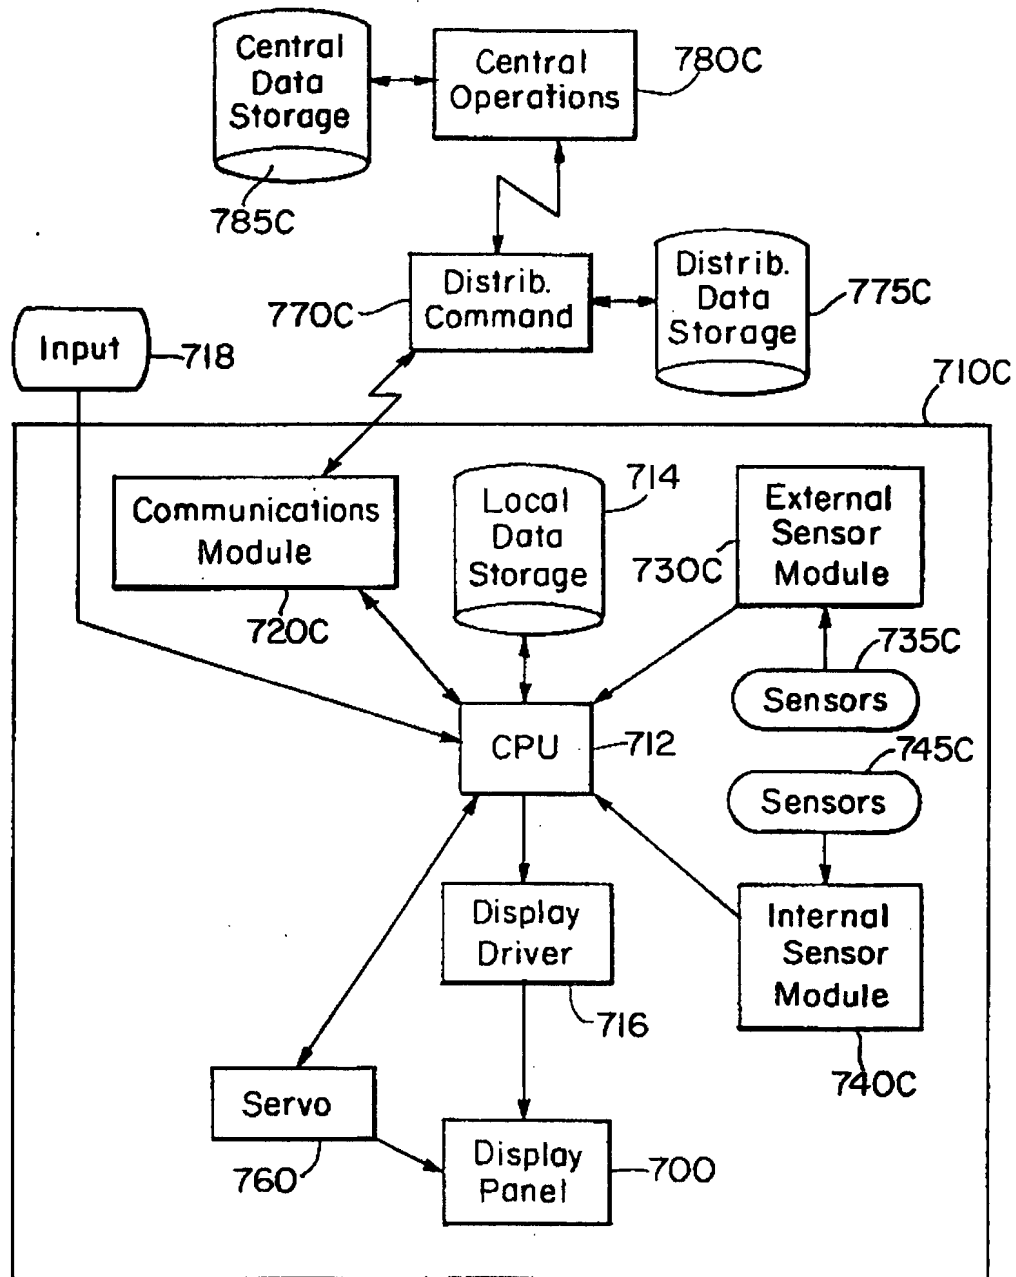 Central
Data
Storage
785C
Central
Operations
780C
Distrib.
Command
770C
Distrib.
Data
Storage
775C
Input
718
710C
Communications
Module
720C
Local
Data
Storage
714
External
Sensor
Module
730C
735C
Sensors
CPU
712
745C
Sensors
Display
Driver
716
Internal
Sensor
Module
740C
Servo
760
Display
Panel
700